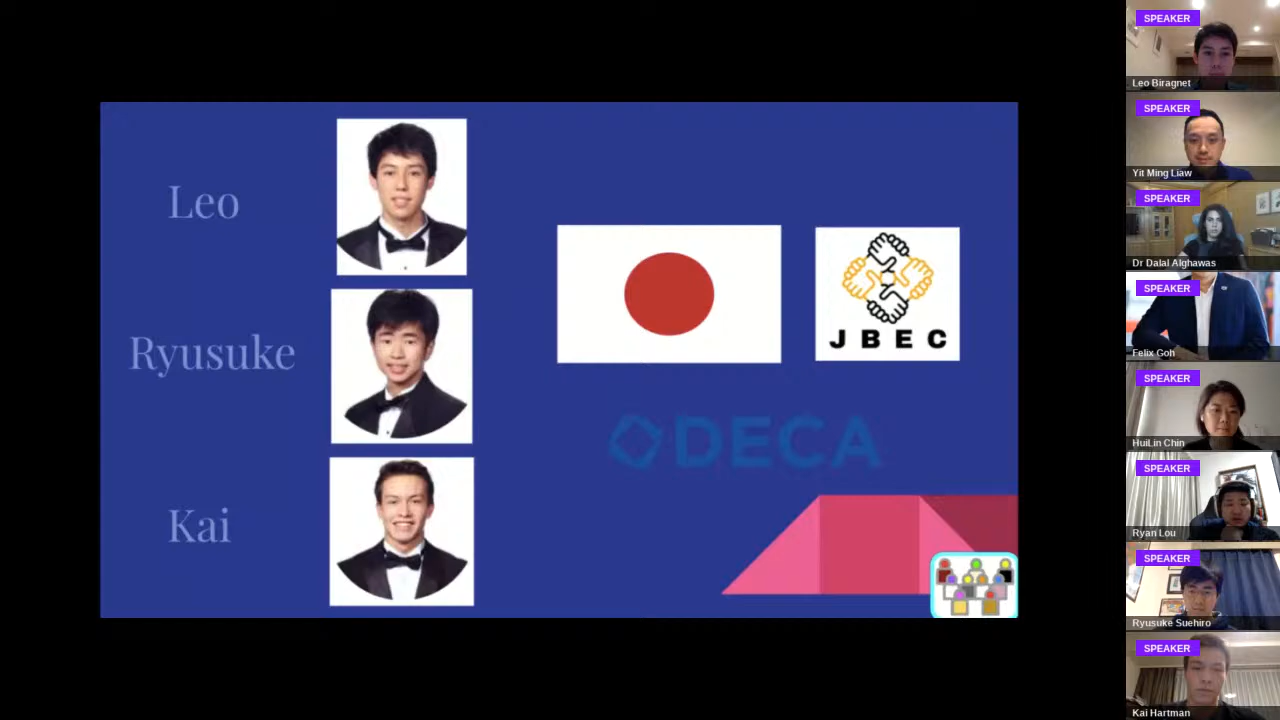 Leo
Ryusuke
Kai
JBEC
DECA
SPEAKER
Leo Biragnet
SPEAKER
Yit Ming Liaw
SPEAKER
Dr Dalal Alghawas
SPEAKER
Felix Goh
SPEAKER
HuiLin Chin
SPEAKER
Ryan Lou
SPEAKER
Ryusuke Suehiro
SPEAKER
Kai Hartman